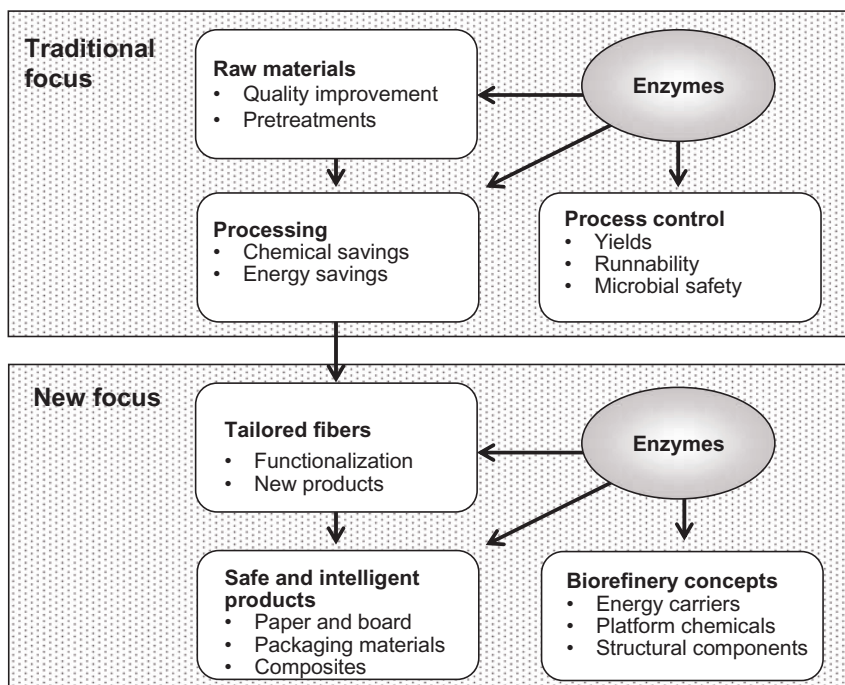 Traditional
focus
Raw materials
• Quality improvement
• Pretreatments
Enzymes
Processing
• Chemical savings
• Energy savings
Process control
• Yields
• Runnability
• Microbial safety
New focus
Tailored fibers
• Functionalization
• New products
Enzymes
Safe and intelligent
products
• Paper and board
• Packaging materials
• Composites
Biorefinery concepts
• Energy carriers
• Platform chemicals
• Structural components